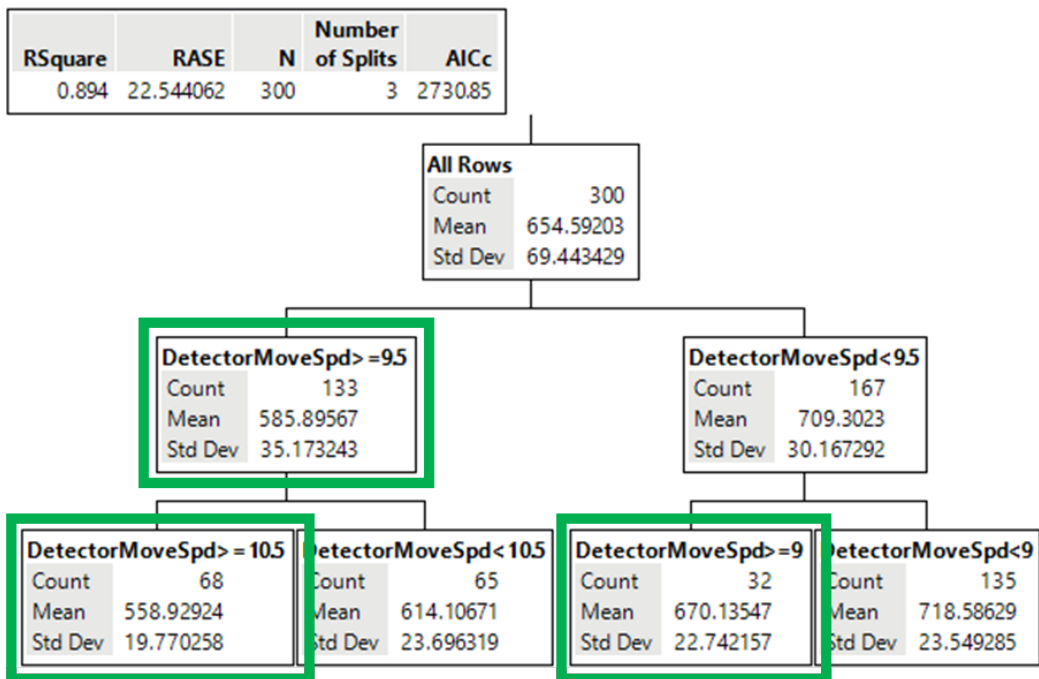 RSquare RASE N Number of Splits AICc
0.894 22.544062 300 3 2730.85
All Rows
Count 300
Mean 654.59203
Std Dev 69.443429
DetectorMoveSpd>=9.5
Count 133
Mean 585.89567
Std Dev 35.173243
DetectorMoveSpd<9.5
Count 167
Mean 709.3023
Std Dev 30.167292
DetectorMoveSpd>=10.5
Count 68
Mean 558.92924
Std Dev 19.770258
DetectorMoveSpd<10.5
Count 65
Mean 614.10671
Std Dev 23.696319
DetectorMoveSpd>=9
Count 32
Mean 670.13547
Std Dev 22.742157
DetectorMoveSpd<9
Count 135
Mean 718.58629
Std Dev 23.549285